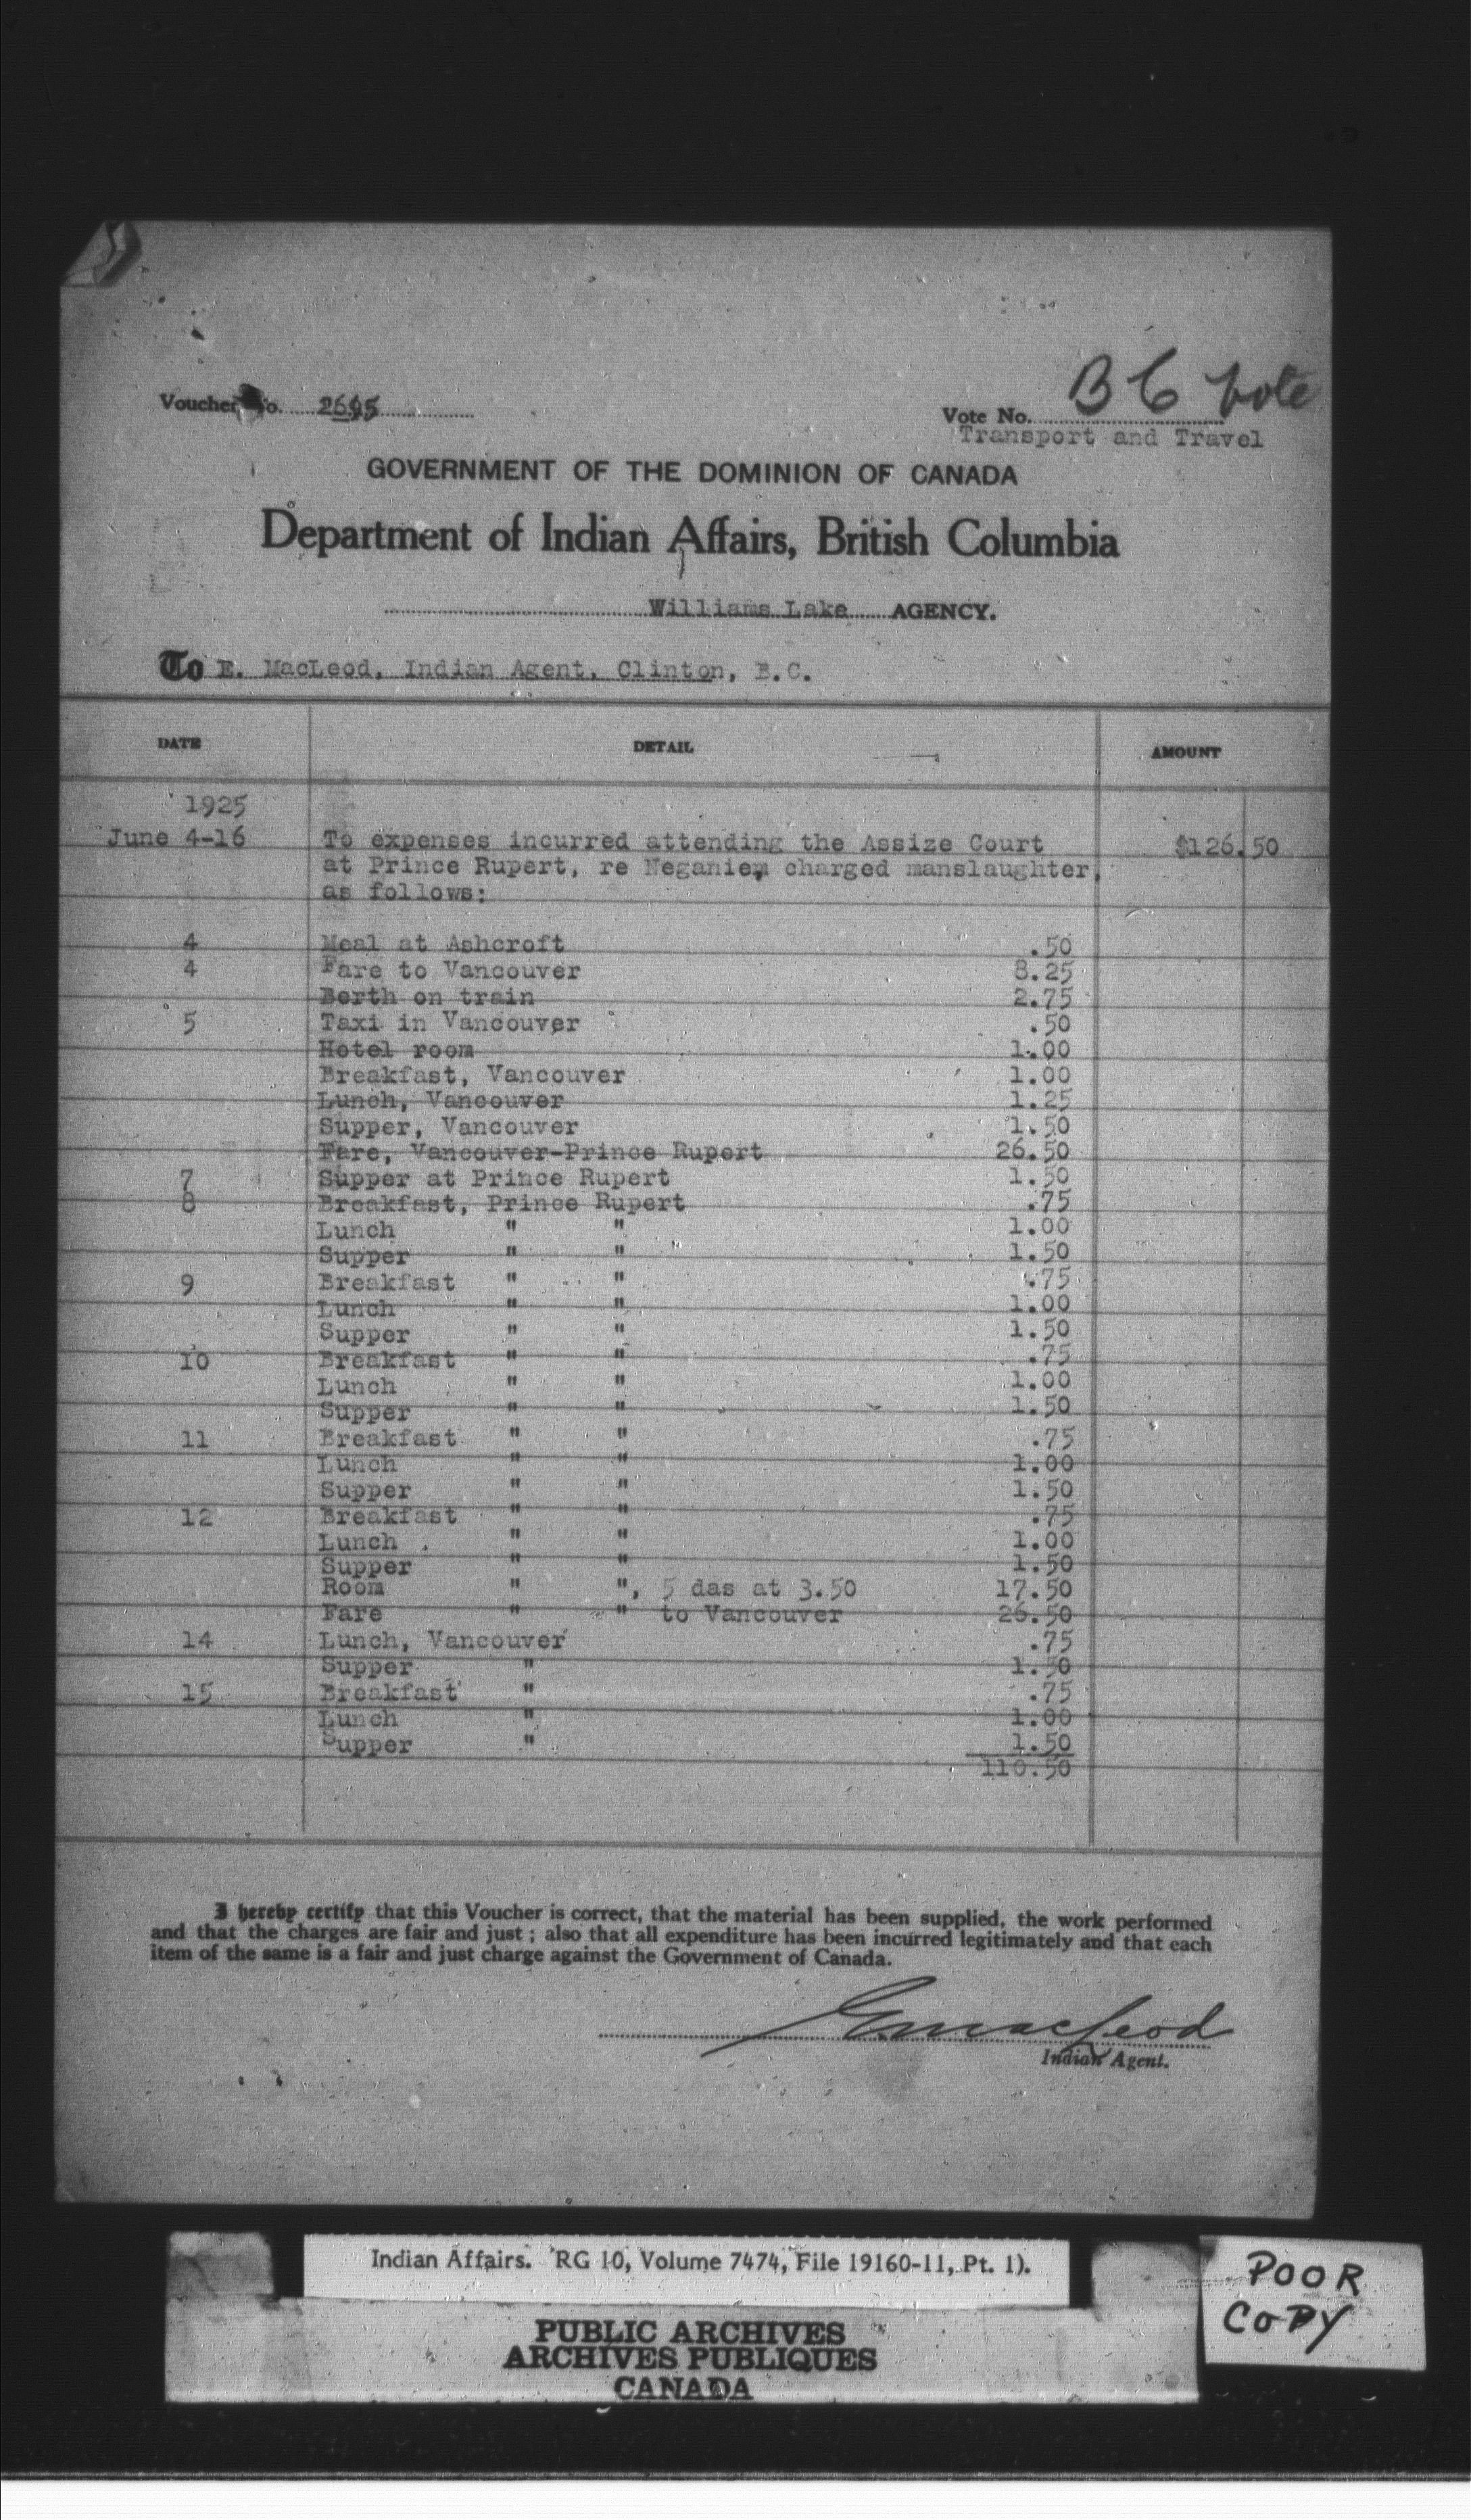 Voucher No. 2695
B C Vote
Vote No.
Transport and Travel
GOVERNMENT OF THE DOMINION OF CANADA
Department of Indian Affairs, British Columbia
Williams Lake AGENCY.
To E. MacLeod, Indian Agent, Clinton, B.C.
DATE DETAIL AMOUNT
1925
June 4-16 To expenses incurred attending the Assize Court $126.50
at Prince Rupert, re Neganiem charged manslaughter,
as follows:
4 Meal at Ashcroft .50
4 Fare to Vancouver 8.25
Berth on train 2.75
5 Taxi in Vancouver .50
Hotel room 1.00
Breakfast, Vancouver 1.00
Lunch, Vancouver 1.25
Supper, Vancouver 1.50
Fare, Vancouver-Prince Rupert 26.50
7 Supper at Prince Rupert 1.50
8 Breakfast, Prince Rupert .75
Lunch " " 1.00
Supper " " 1.50
9 Breakfast " " .75
Lunch " " 1.00
Supper " " 1.50
10 Breakfast " " .75
Lunch " " 1.00
Supper " " 1.50
11 Breakfast " " .75
Lunch " " 1.00
Supper " " 1.50
12 Breakfast " " .75
Lunch " " 1.00
Supper " " 1.50
Room " ", 5 das at 3.50 17.50
Fare " " to Vancouver 26.50
14 Lunch, Vancouver .75
Supper " 1.50
15 Breakfast " .75
Lunch " 1.00
Supper " 1.50
110.50
I hereby certify that this Voucher is correct, that the material has been supplied, the work performed
and that the charges are fair and just ; also that all expenditure has been incurred legitimately and that each
item of the same is a fair and just charge against the Government of Canada.
E MacLeod
Indian Agent.
Indian Affairs. RG 10, Volume 7474, File 19160-11, Pt. 1).
POOR
COPY
PUBLIC ARCHIVES
ARCHIVES PUBLIQUES
CANADA